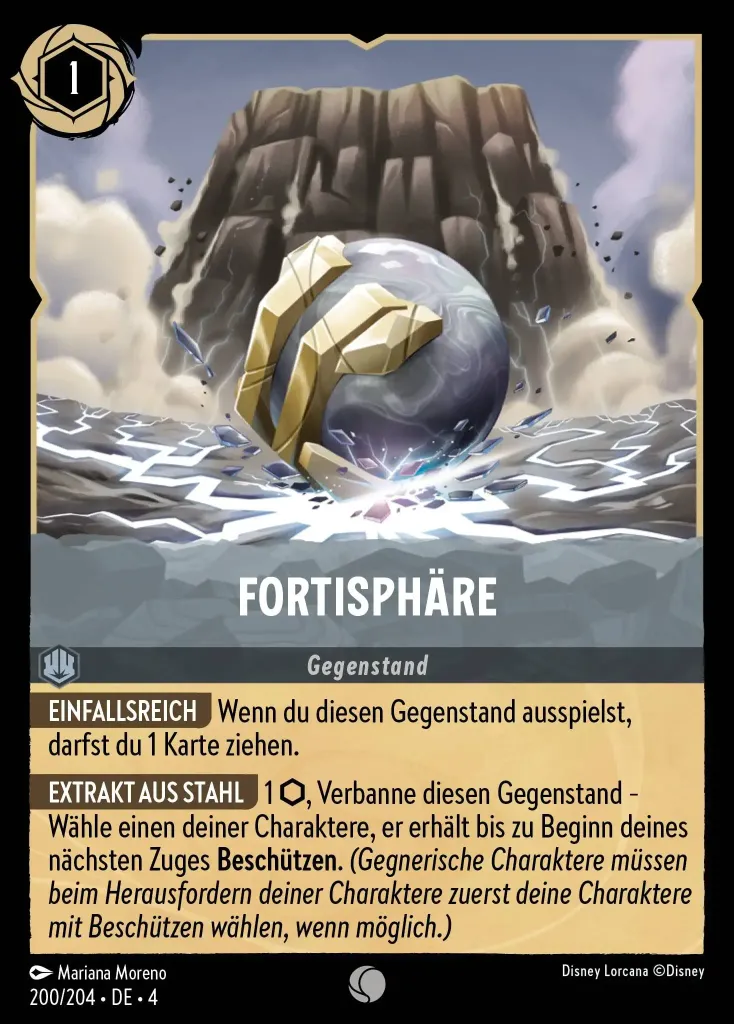 1
FORTISPHÄRE
Gegenstand
EINFALLSREICH Wenn du diesen Gegenstand ausspielst,
darfst du 1 Karte ziehen.
EXTRAKT AUS STAHL 1 ⬡, Verbanne diesen Gegenstand -
Wähle einen deiner Charaktere, er erhält bis zu Beginn deines
nächsten Zuges Beschützen. (Gegnerische Charaktere müssen
beim Herausfordern deiner Charaktere zuerst deine Charaktere
mit Beschützen wählen, wenn möglich.)
Mariana Moreno
Disney Lorcana ©Disney
200/204 • DE • 4